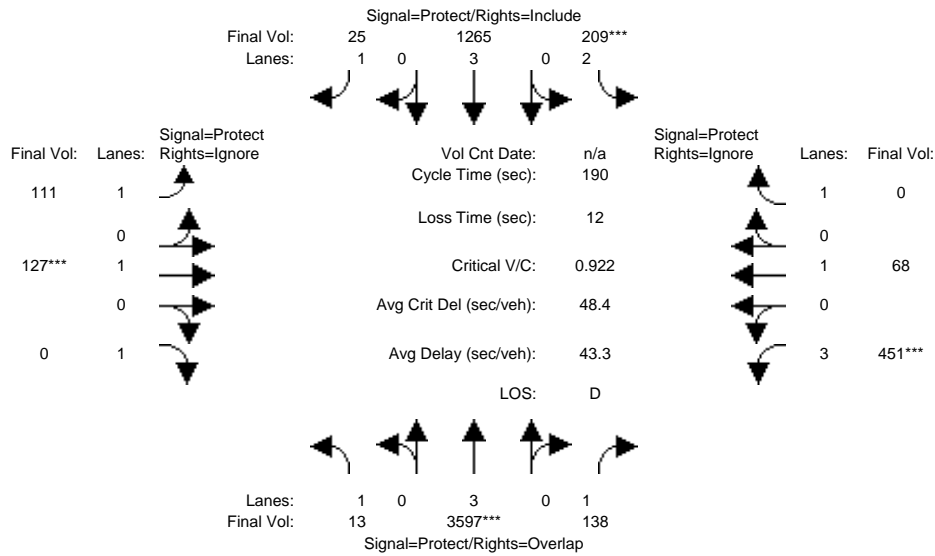 Signal=Protect/Rights=Include
Final Vol: 25 1265 209***
Lanes: 1 0 3 0 2
Signal=Protect
Final Vol: Lanes: Rights=Ignore
Vol Cnt Date: n/a
Signal=Protect
Rights=Ignore Lanes: Final Vol:
Cycle Time (sec): 190
111 1
1 0
Loss Time (sec): 12
0
0
127*** 1
Critical V/C: 0.922
1 68
0
Avg Crit Del (sec/veh): 48.4
0
0 1
Avg Delay (sec/veh): 43.3
3 451***
LOS: D
Lanes: 1 0 3 0 1
Final Vol: 13 3597*** 138
Signal=Protect/Rights=Overlap